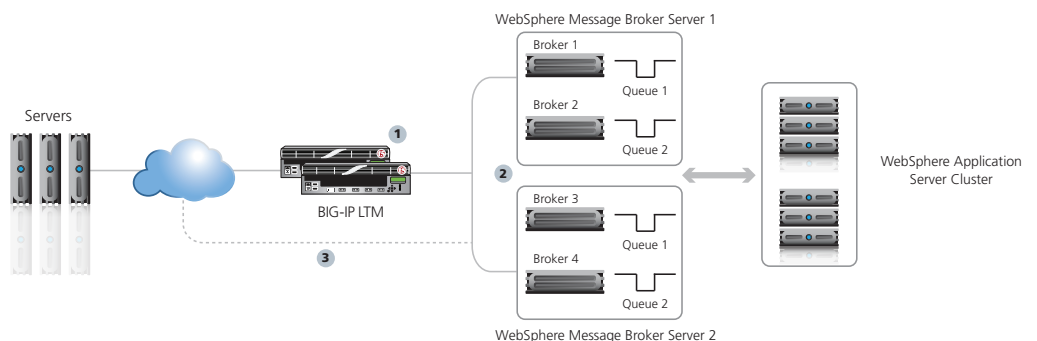 WebSphere Message Broker Server 1
Broker 1
Queue 1
Broker 2
Queue 2
Servers
1
BIG-IP LTM
2
3
Broker 3
Queue 1
Broker 4
Queue 2
WebSphere Message Broker Server 2
WebSphere Application
Server Cluster